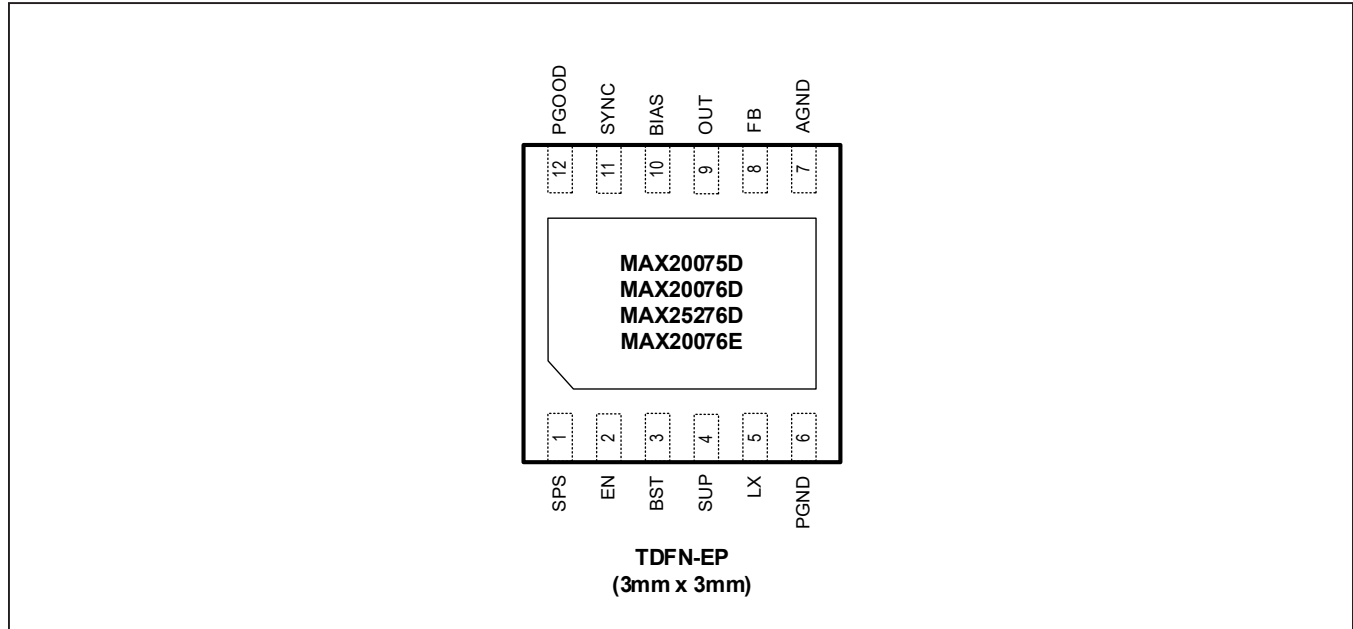 PGOOD
SYNC
BIAS
OUT
FB
AGND
12
11
10
9
8
7
MAX20075D
MAX20076D
MAX25276D
MAX20076E
1
2
3
4
5
6
SPS
EN
BST
SUP
LX
PGND
TDFN-EP
(3mm x 3mm)